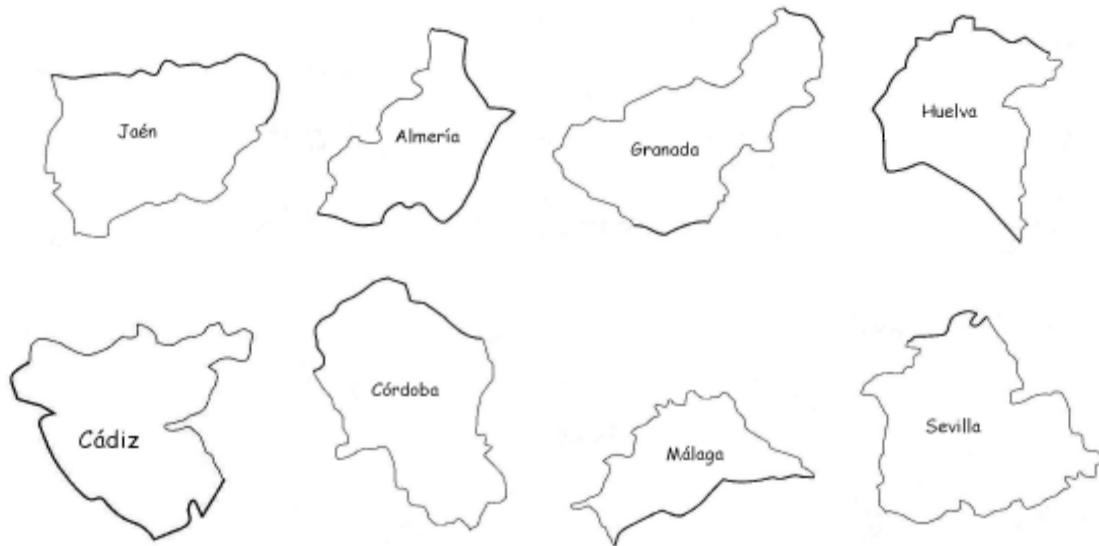 Jaén
Almería
Granada
Huelva
Cádiz
Córdoba
Málaga
Sevilla